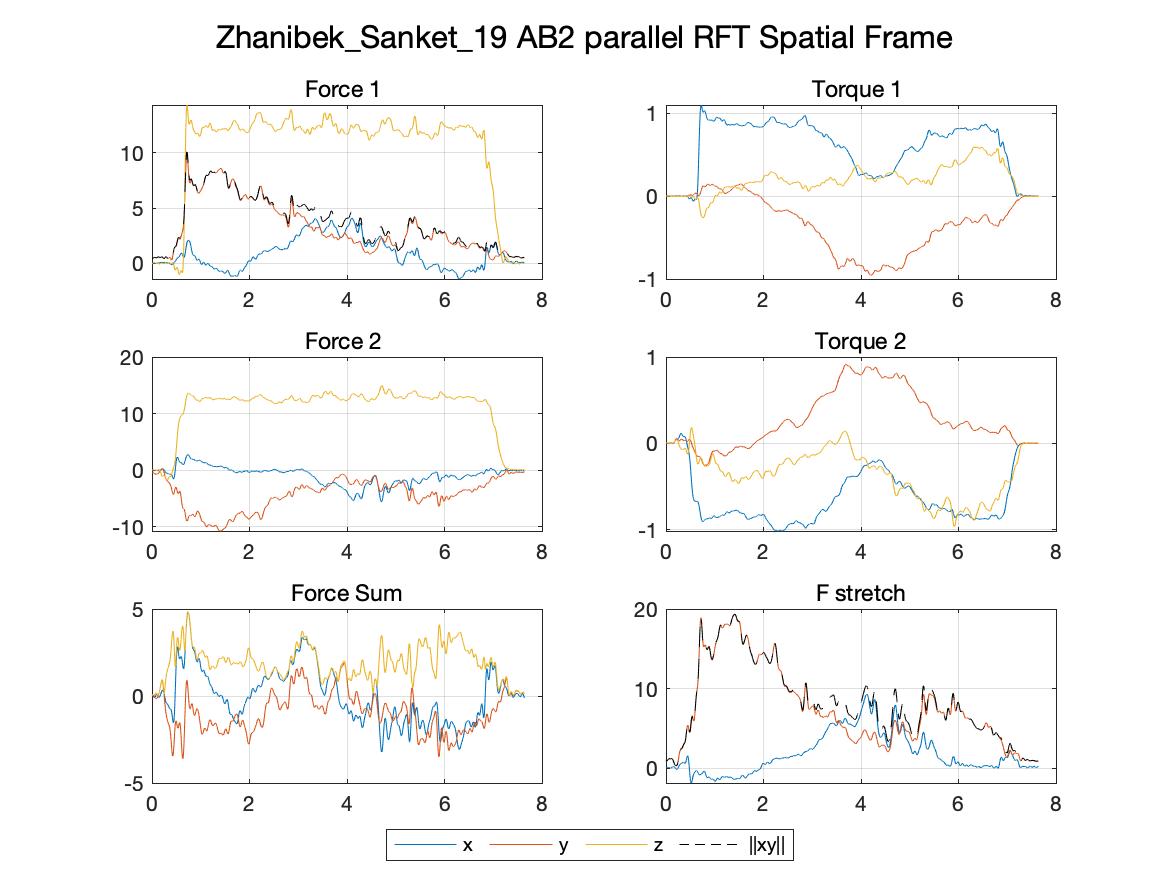 Zhanibek_Sanket_19 AB2 parallel RFT Spatial Frame
Force 1
10
5
0
0 2 4 6 8
Torque 1
1
0
-1
0 2 4 6 8
Force 2
20
10
0
-10
0 2 4 6 8
Torque 2
1
0
-1
0 2 4 6 8
Force Sum
5
0
-5
0 2 4 6 8
F stretch
20
10
0
0 2 4 6 8
x y z ||xy||